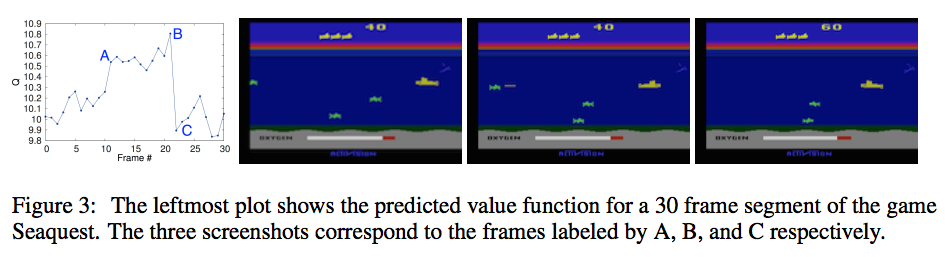 10.9
10.8
10.7
10.6
10.5
10.4
10.3
10.2
10.1
10
9.9
9.8
Q
A
B
C
0 5 10 15 20 25 30
Frame #
40
OXYGEN
ACTIVISION
40
OXYGEN
ACTIVISION
60
OXYGEN
ACTIVISION
Figure 3: The leftmost plot shows the predicted value function for a 30 frame segment of the game
Seaquest. The three screenshots correspond to the frames labeled by A, B, and C respectively.